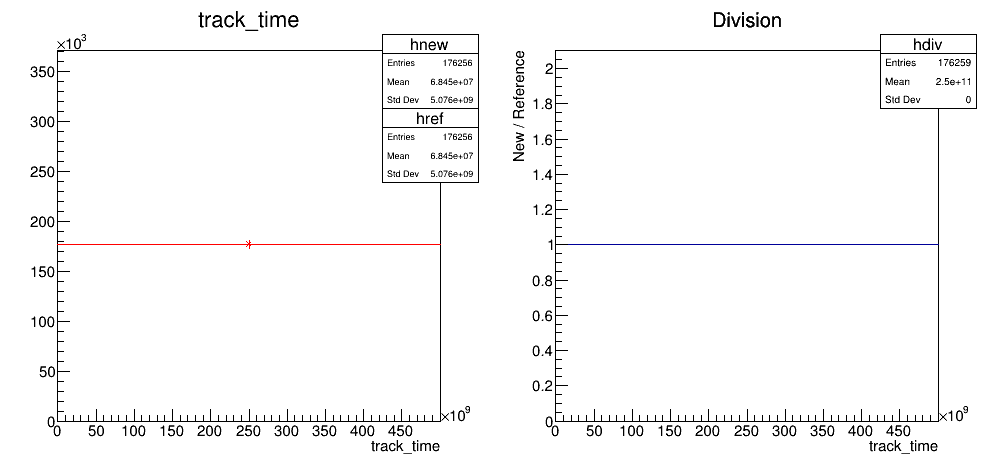 track_time
×10³
350
300
250
200
150
100
50
0
0 50 100 150 200 250 300 350 400 450
×10⁹
track_time
hnew
Entries 176256
Mean 6.845e+07
Std Dev 5.076e+09
href
Entries 176256
Mean 6.845e+07
Std Dev 5.076e+09
Division
New / Reference
2
1.8
1.6
1.4
1.2
1
0.8
0.6
0.4
0.2
0
0 50 100 150 200 250 300 350 400 450
×10⁹
track_time
hdiv
Entries 176259
Mean 2.5e+11
Std Dev 0